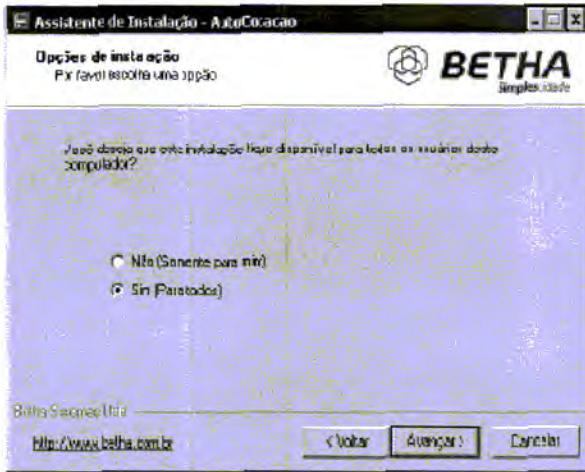 Assistente de Instalação - AutoCotacao
Opções de instalação
Por favor escolha uma opção
BETHA
Simplescidade
Você deseja que esta instalação fique disponível para todos os usuários deste
computador?
Não (Somente para mim)
Sim (Para todos)
Betha Sistemas Ltda
http://www.betha.com.br
< Voltar
Avançar >
Cancelar